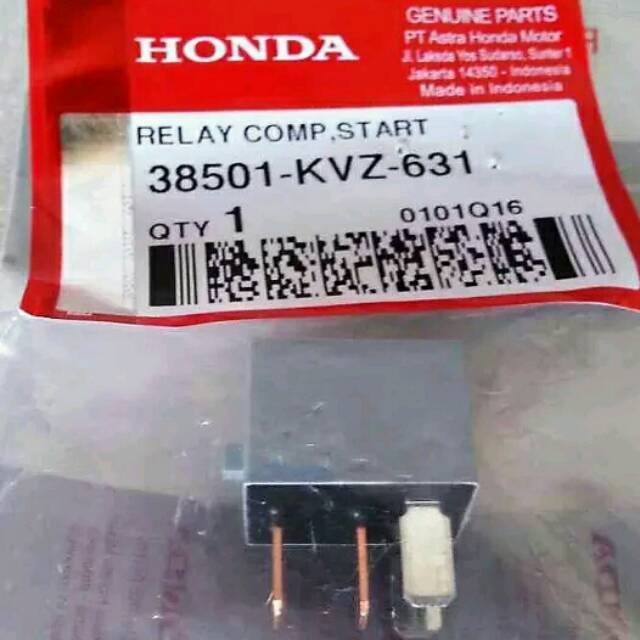 HONDA
GENUINE PARTS
PT Astra Honda Motor
Jl. Laksda Yos Sudarso, Sunter 1
Jakarta 14350 - Indonesia
Made in Indonesia
RELAY COMP,START
38501-KVZ-631
QTY 1
0101Q16